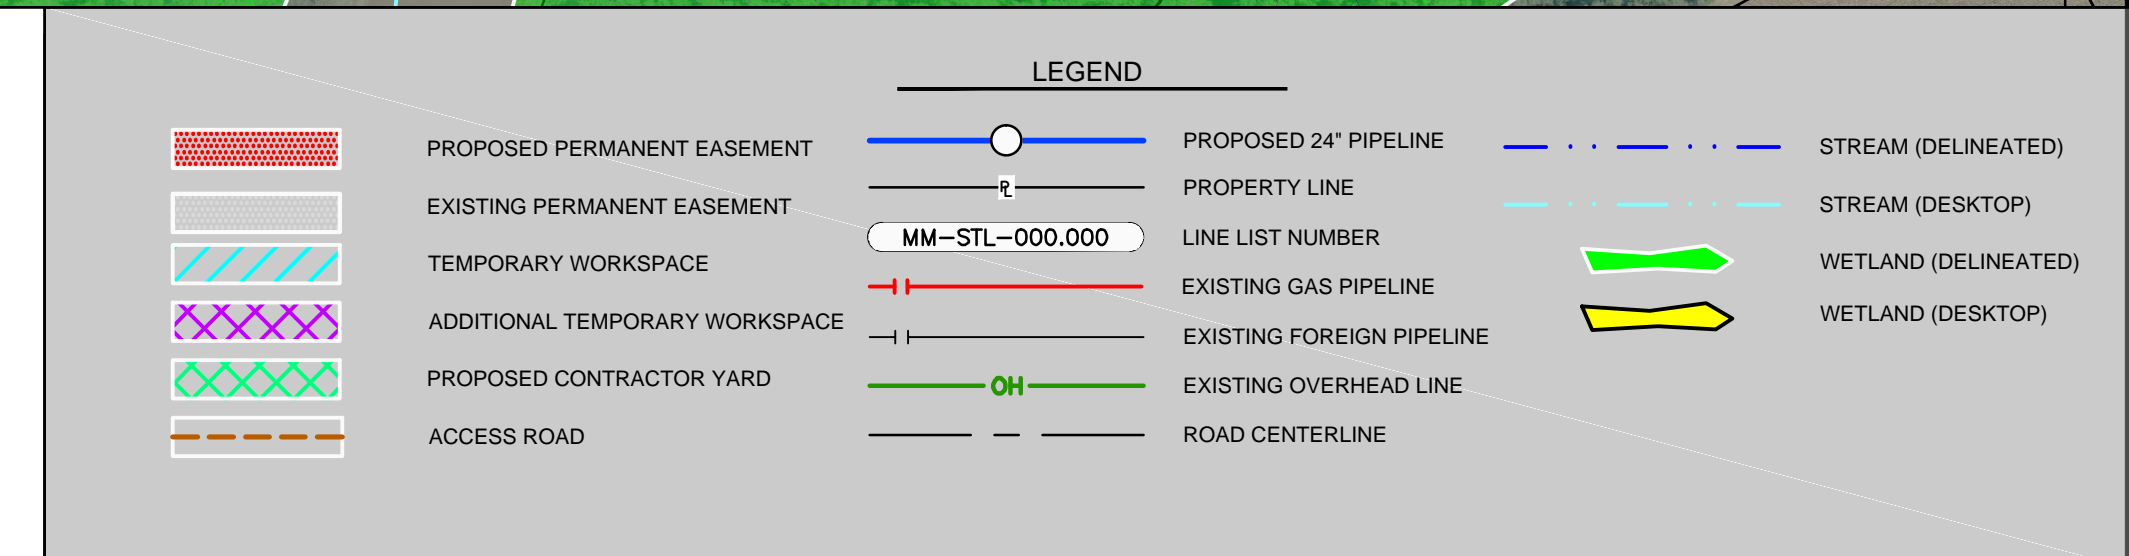 LEGEND
PROPOSED PERMANENT EASEMENT
EXISTING PERMANENT EASEMENT
TEMPORARY WORKSPACE
ADDITIONAL TEMPORARY WORKSPACE
PROPOSED CONTRACTOR YARD
ACCESS ROAD
PROPOSED 24" PIPELINE
PL PROPERTY LINE
MM-STL-000.000 LINE LIST NUMBER
EXISTING GAS PIPELINE
EXISTING FOREIGN PIPELINE
OH EXISTING OVERHEAD LINE
ROAD CENTERLINE
STREAM (DELINEATED)
STREAM (DESKTOP)
WETLAND (DELINEATED)
WETLAND (DESKTOP)